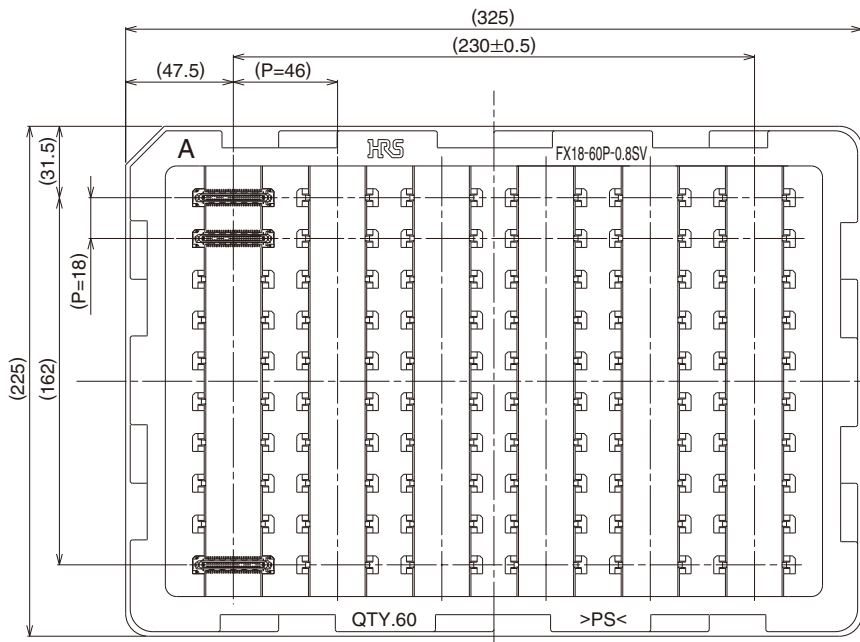 (325)
(230±0.5)
(47.5)
(P=46)
(31.5)
A
HRS
FX18-60P-0.8SV
(P=18)
(225)
(162)
QTY.60
>PS<